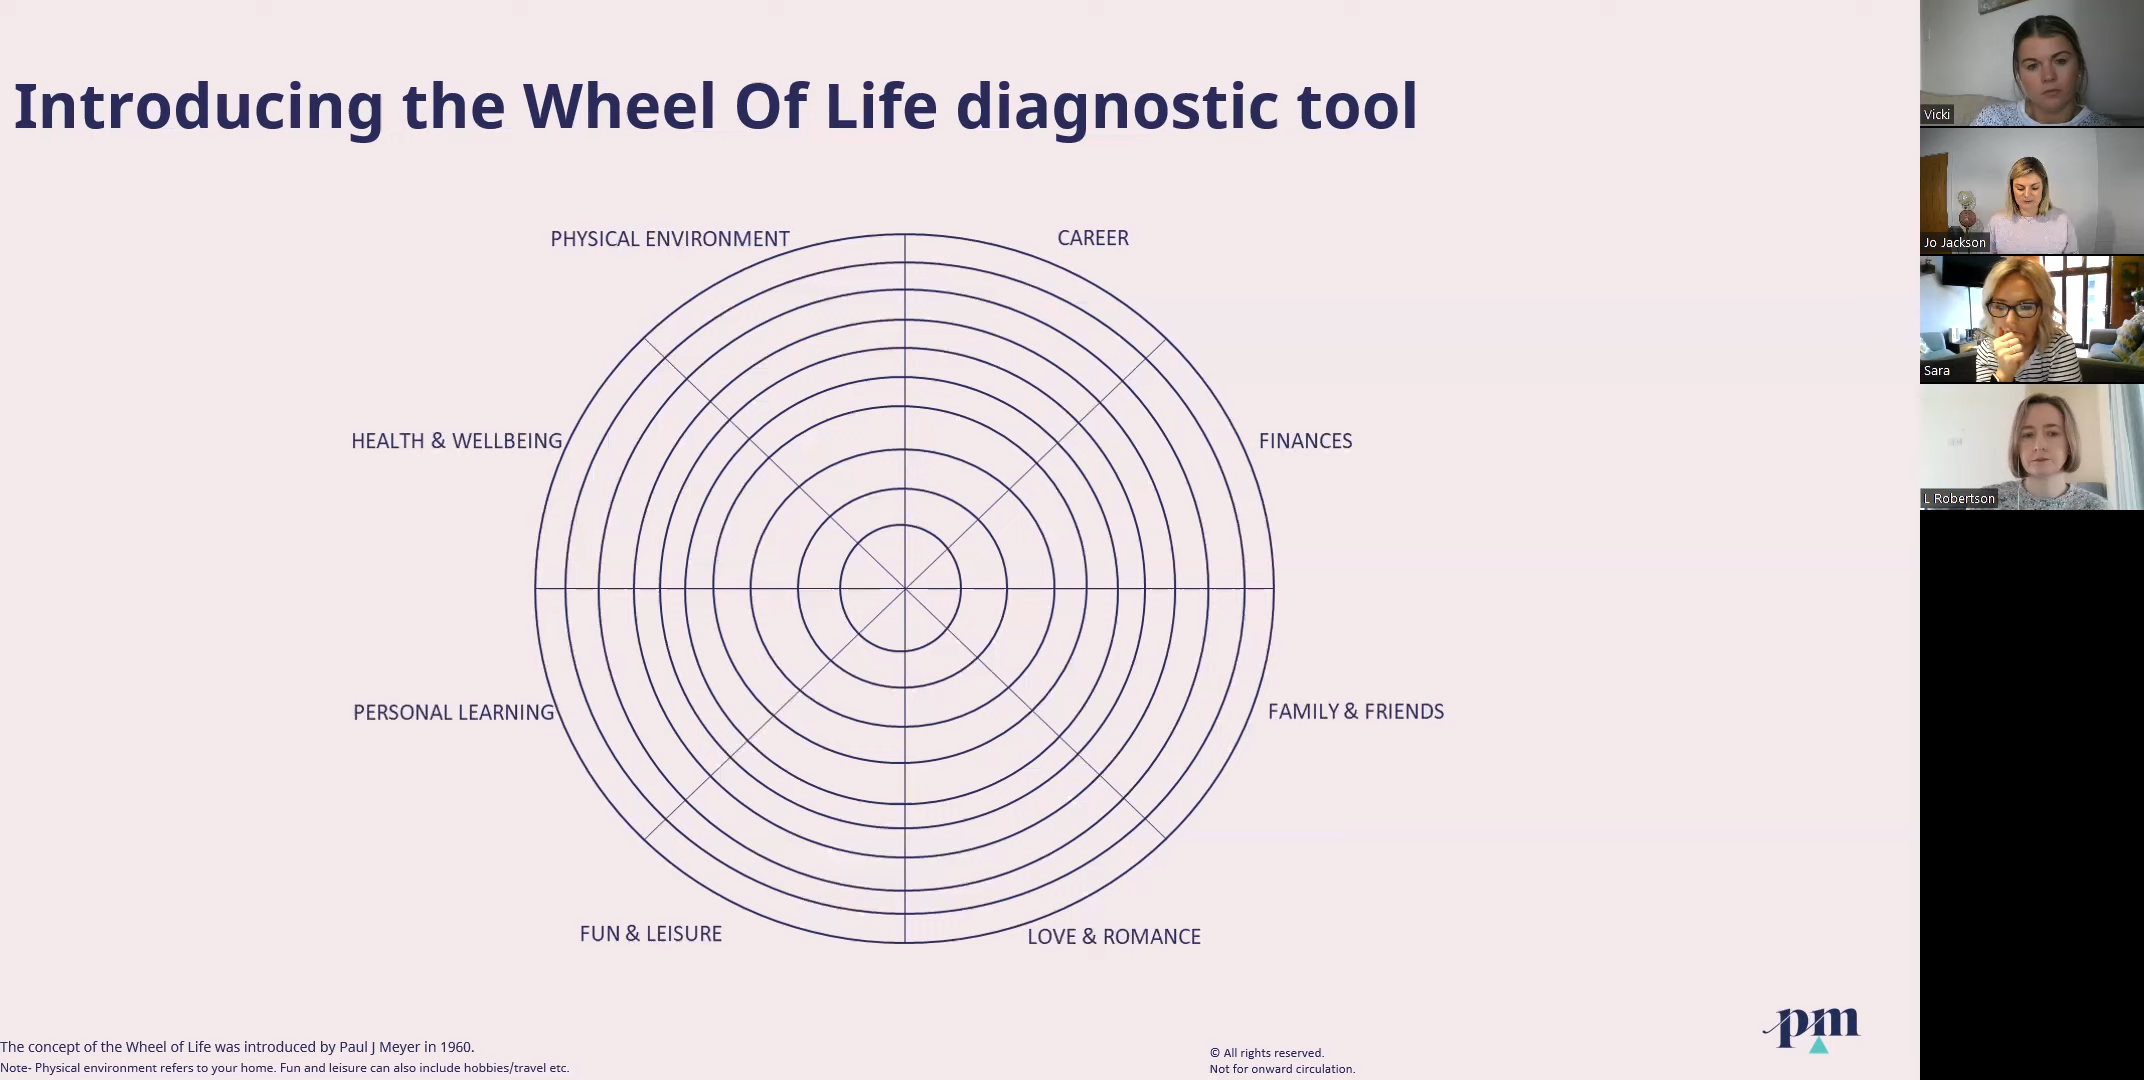 Introducing the Wheel Of Life diagnostic tool
PHYSICAL ENVIRONMENT
CAREER
HEALTH & WELLBEING
FINANCES
PERSONAL LEARNING
FAMILY & FRIENDS
FUN & LEISURE
LOVE & ROMANCE
The concept of the Wheel of Life was introduced by Paul J Meyer in 1960.
Note- Physical environment refers to your home. Fun and leisure can also include hobbies/travel etc.
© All rights reserved.
Not for onward circulation.
pm
Vicki
Jo Jackson
Sara
L Robertson